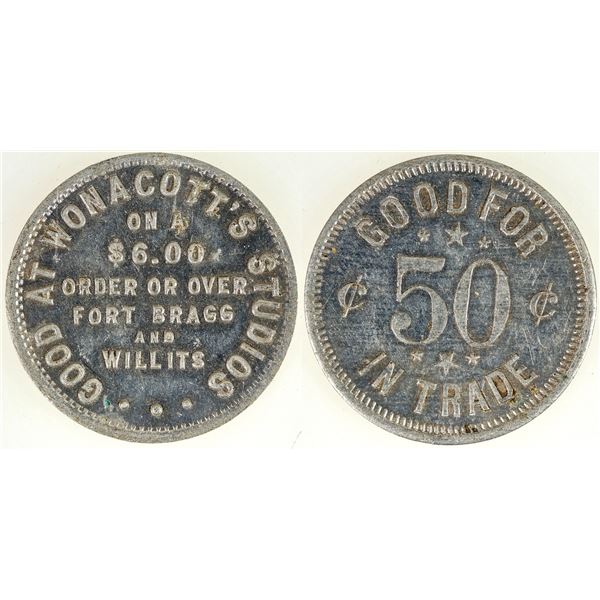 GOOD AT WONACOTT'S STUDIOS
ON A
$6.00
ORDER OR OVER
FORT BRAGG
AND
WILLITS
GOOD FOR
¢ 50 ¢
IN TRADE